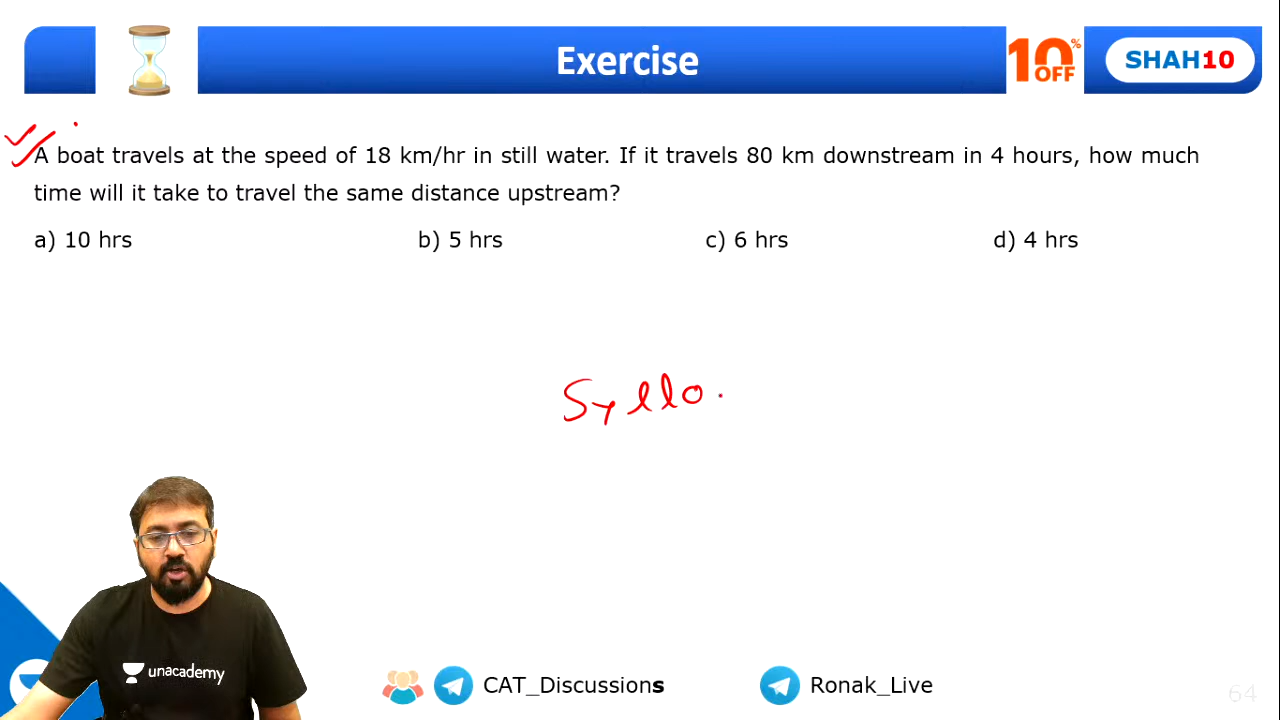 Exercise
10% OFF
SHAH10
A boat travels at the speed of 18 km/hr in still water. If it travels 80 km downstream in 4 hours, how much
time will it take to travel the same distance upstream?
a) 10 hrs b) 5 hrs c) 6 hrs d) 4 hrs
Syllo.
unacademy
CAT_Discussions
Ronak_Live
64